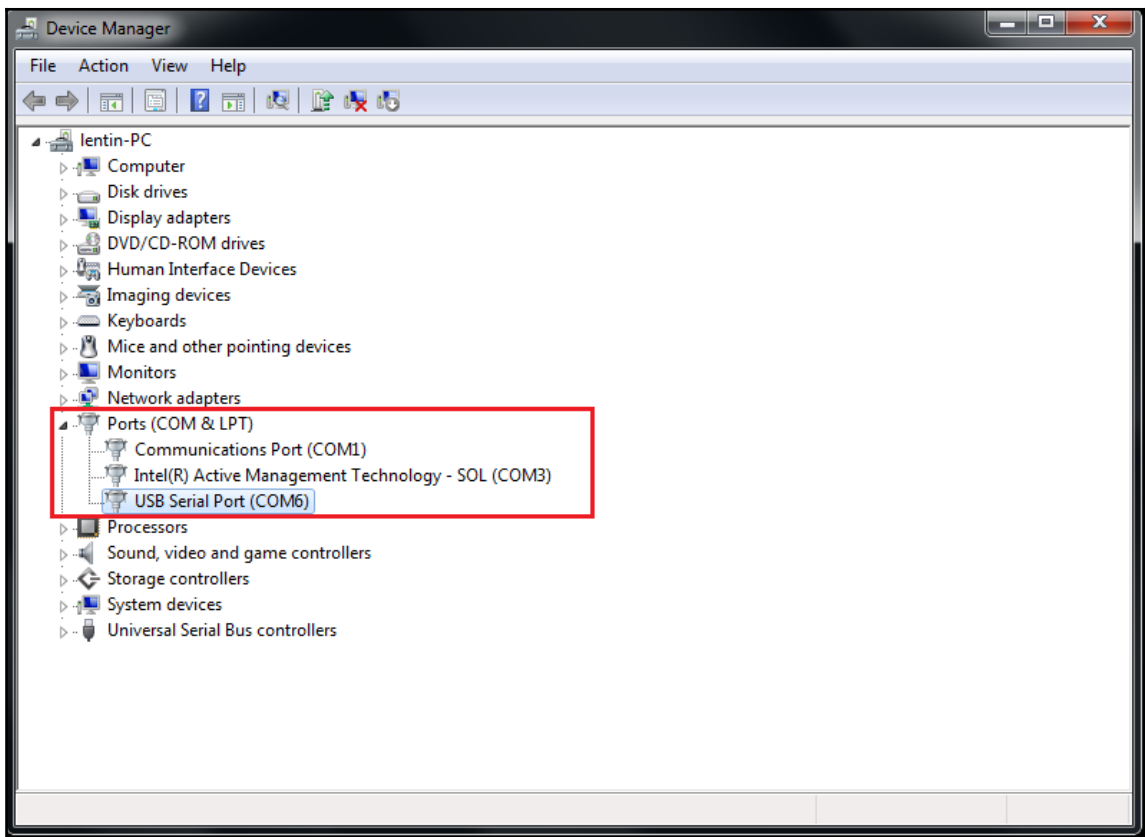 Device Manager
File Action View Help
lentin-PC
Computer
Disk drives
Display adapters
DVD/CD-ROM drives
Human Interface Devices
Imaging devices
Keyboards
Mice and other pointing devices
Monitors
Network adapters
Ports (COM & LPT)
Communications Port (COM1)
Intel(R) Active Management Technology - SOL (COM3)
USB Serial Port (COM6)
Processors
Sound, video and game controllers
Storage controllers
System devices
Universal Serial Bus controllers